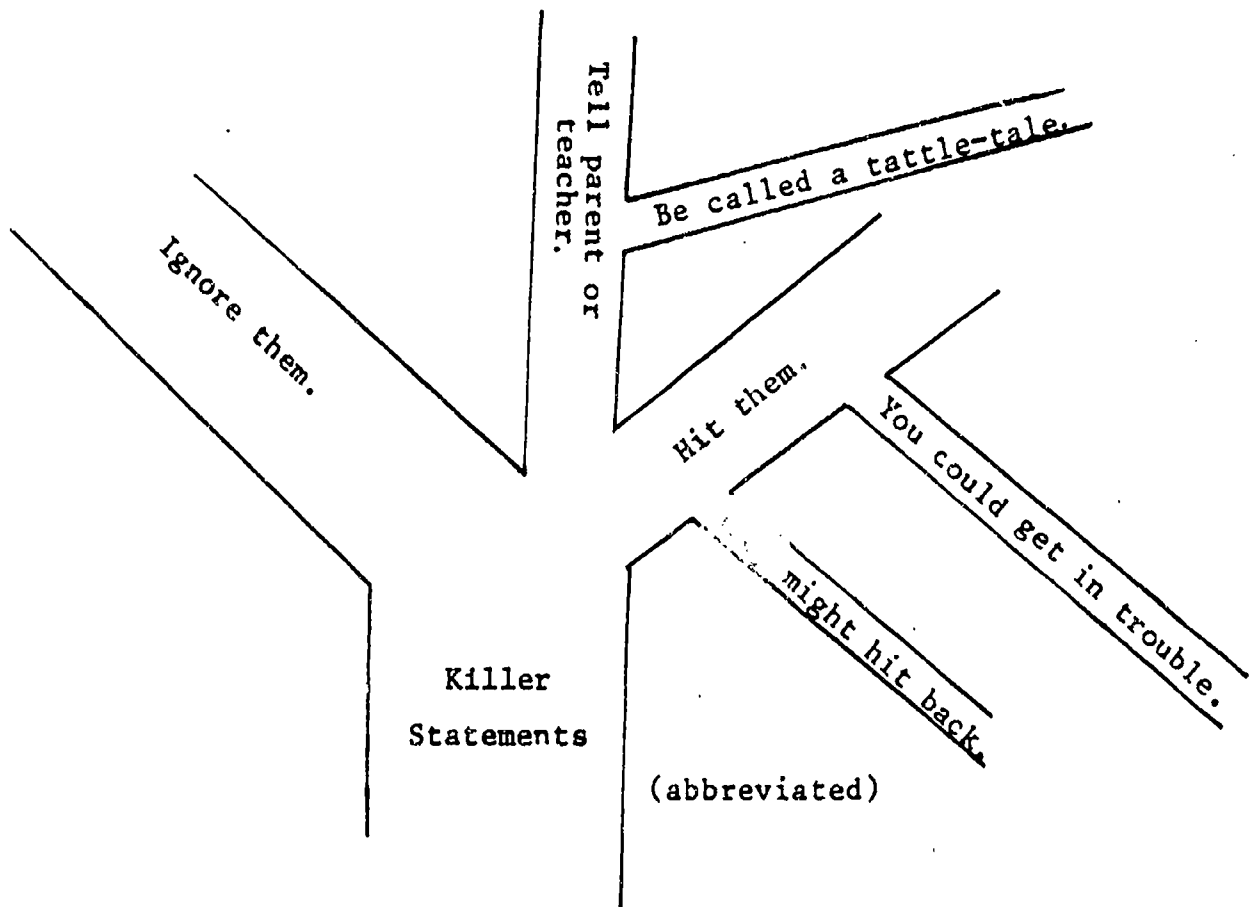 Tell parent or
teacher.
Be called a tattle-tale.
Ignore them.
Hit them.
You could get in trouble.
might hit back.
Killer
Statements
(abbreviated)